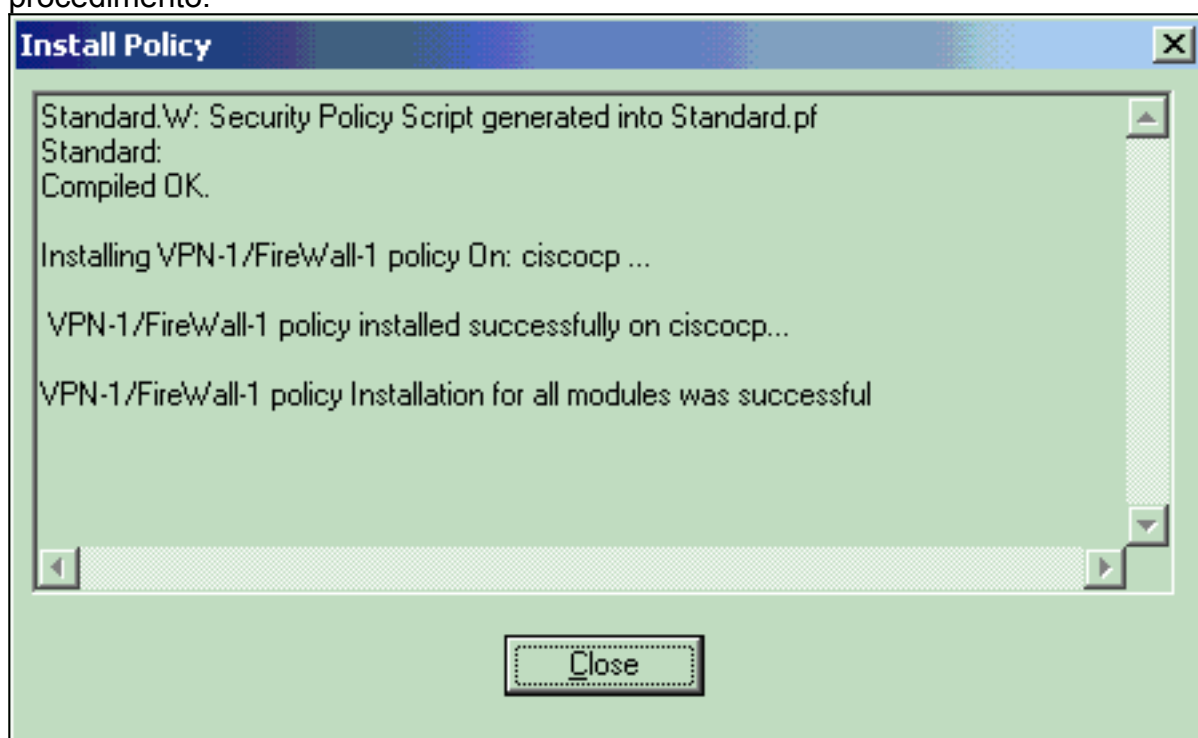 procedimento.
Install Policy
Standard.W: Security Policy Script generated into Standard.pf
Standard:
Compiled OK.
Installing VPN-1/FireWall-1 policy On: ciscocp ...
VPN-1/FireWall-1 policy installed successfully on ciscocp...
VPN-1/FireWall-1 policy Installation for all modules was successful
Close